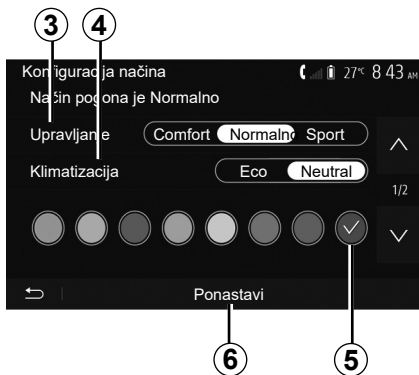 3 4
Konfiguracija načina 27°C 8 43 AM
Način pogona je Normalno
Upravljanje Comfort Normalno Sport
Klimatizacija Eco Neutral
1/2
Ponastavi
6 5